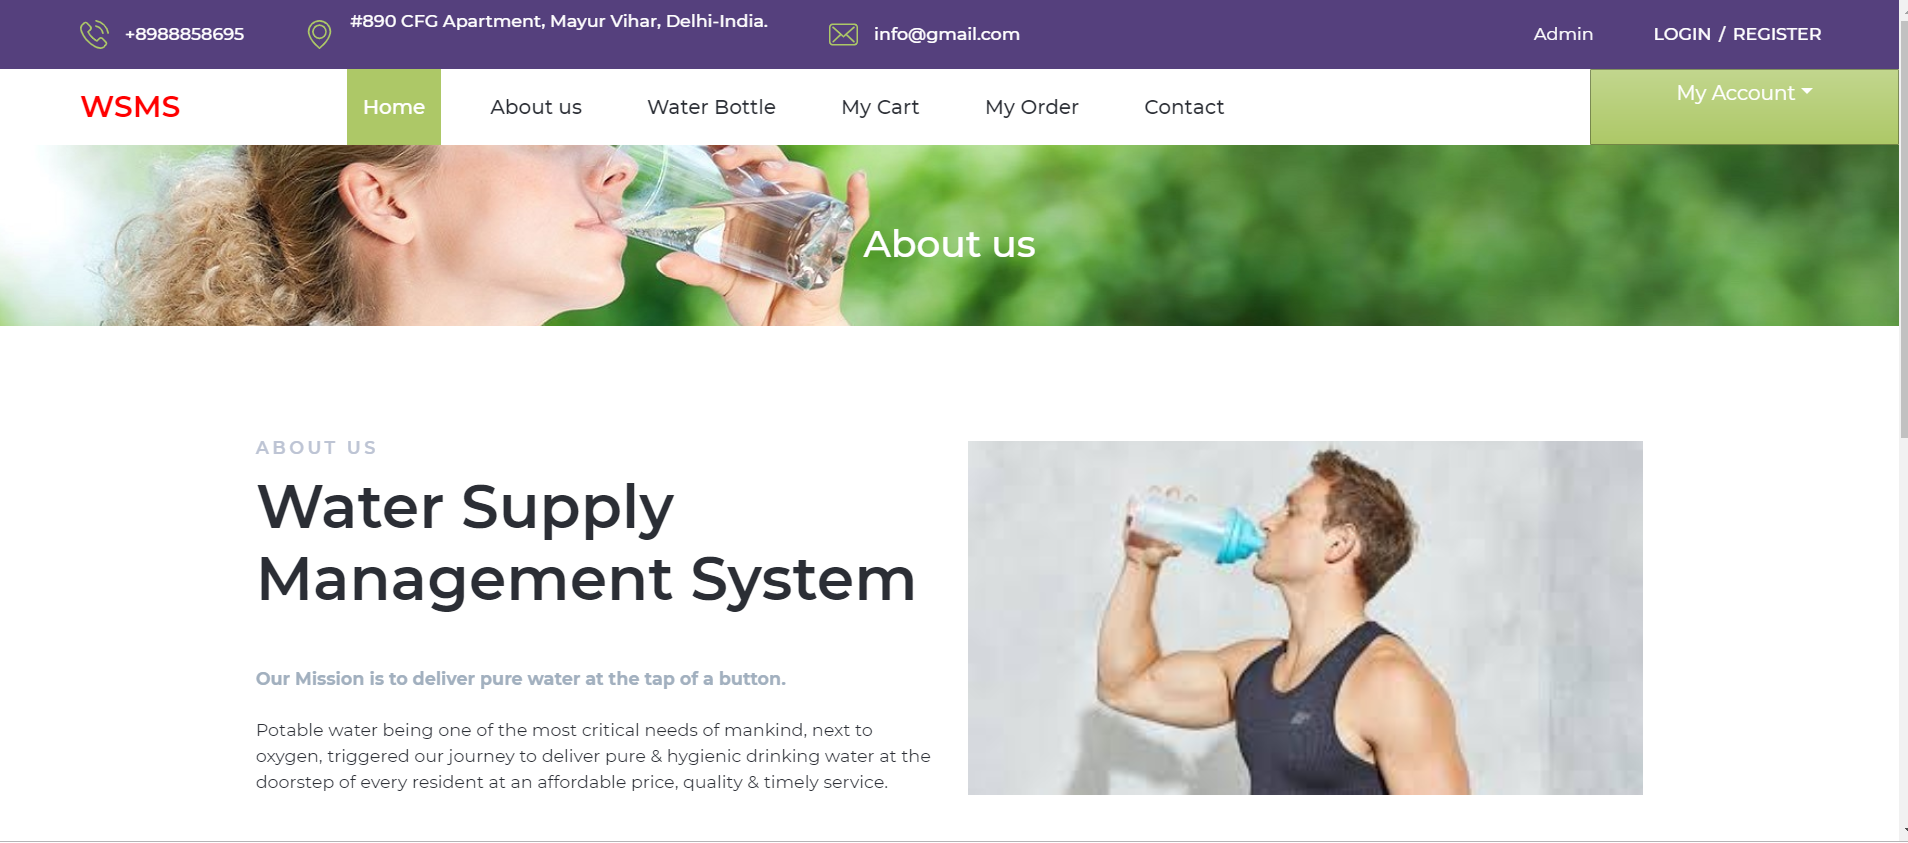 +8988858695
#890 CFG Apartment, Mayur Vihar, Delhi-India.
info@gmail.com
Admin
LOGIN / REGISTER
WSMS
Home
About us
Water Bottle
My Cart
My Order
Contact
My Account
About us
ABOUT US
Water Supply
Management System
Our Mission is to deliver pure water at the tap of a button.
Potable water being one of the most critical needs of mankind, next to
oxygen, triggered our journey to deliver pure & hygienic drinking water at the
doorstep of every resident at an affordable price, quality & timely service.